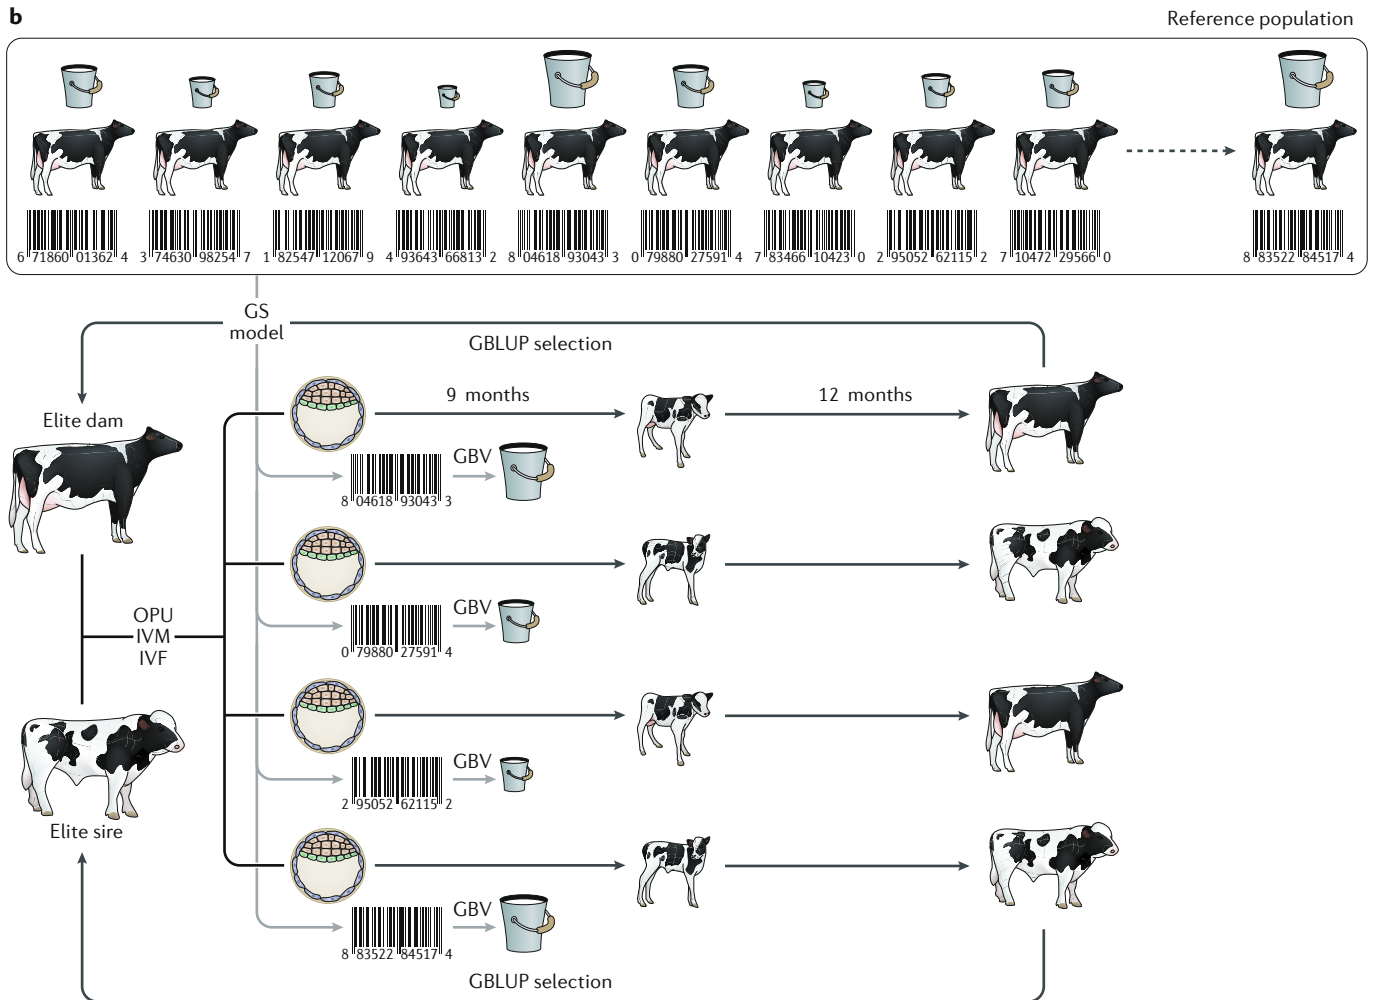 b
Reference population
6 71860 01362 4
3 74630 98254 7
1 82547 12067 9
4 93643 66813 2
8 04618 93043 3
0 79880 27591 4
7 83466 10423 0
2 95052 62115 2
7 10472 29566 0
8 83522 84517 4
GS
model
GBLUP selection
Elite dam
9 months
12 months
GBV
8 04618 93043 3
GBV
0 79880 27591 4
OPU
IVM
IVF
GBV
2 95052 62115 2
Elite sire
GBV
8 83522 84517 4
GBLUP selection